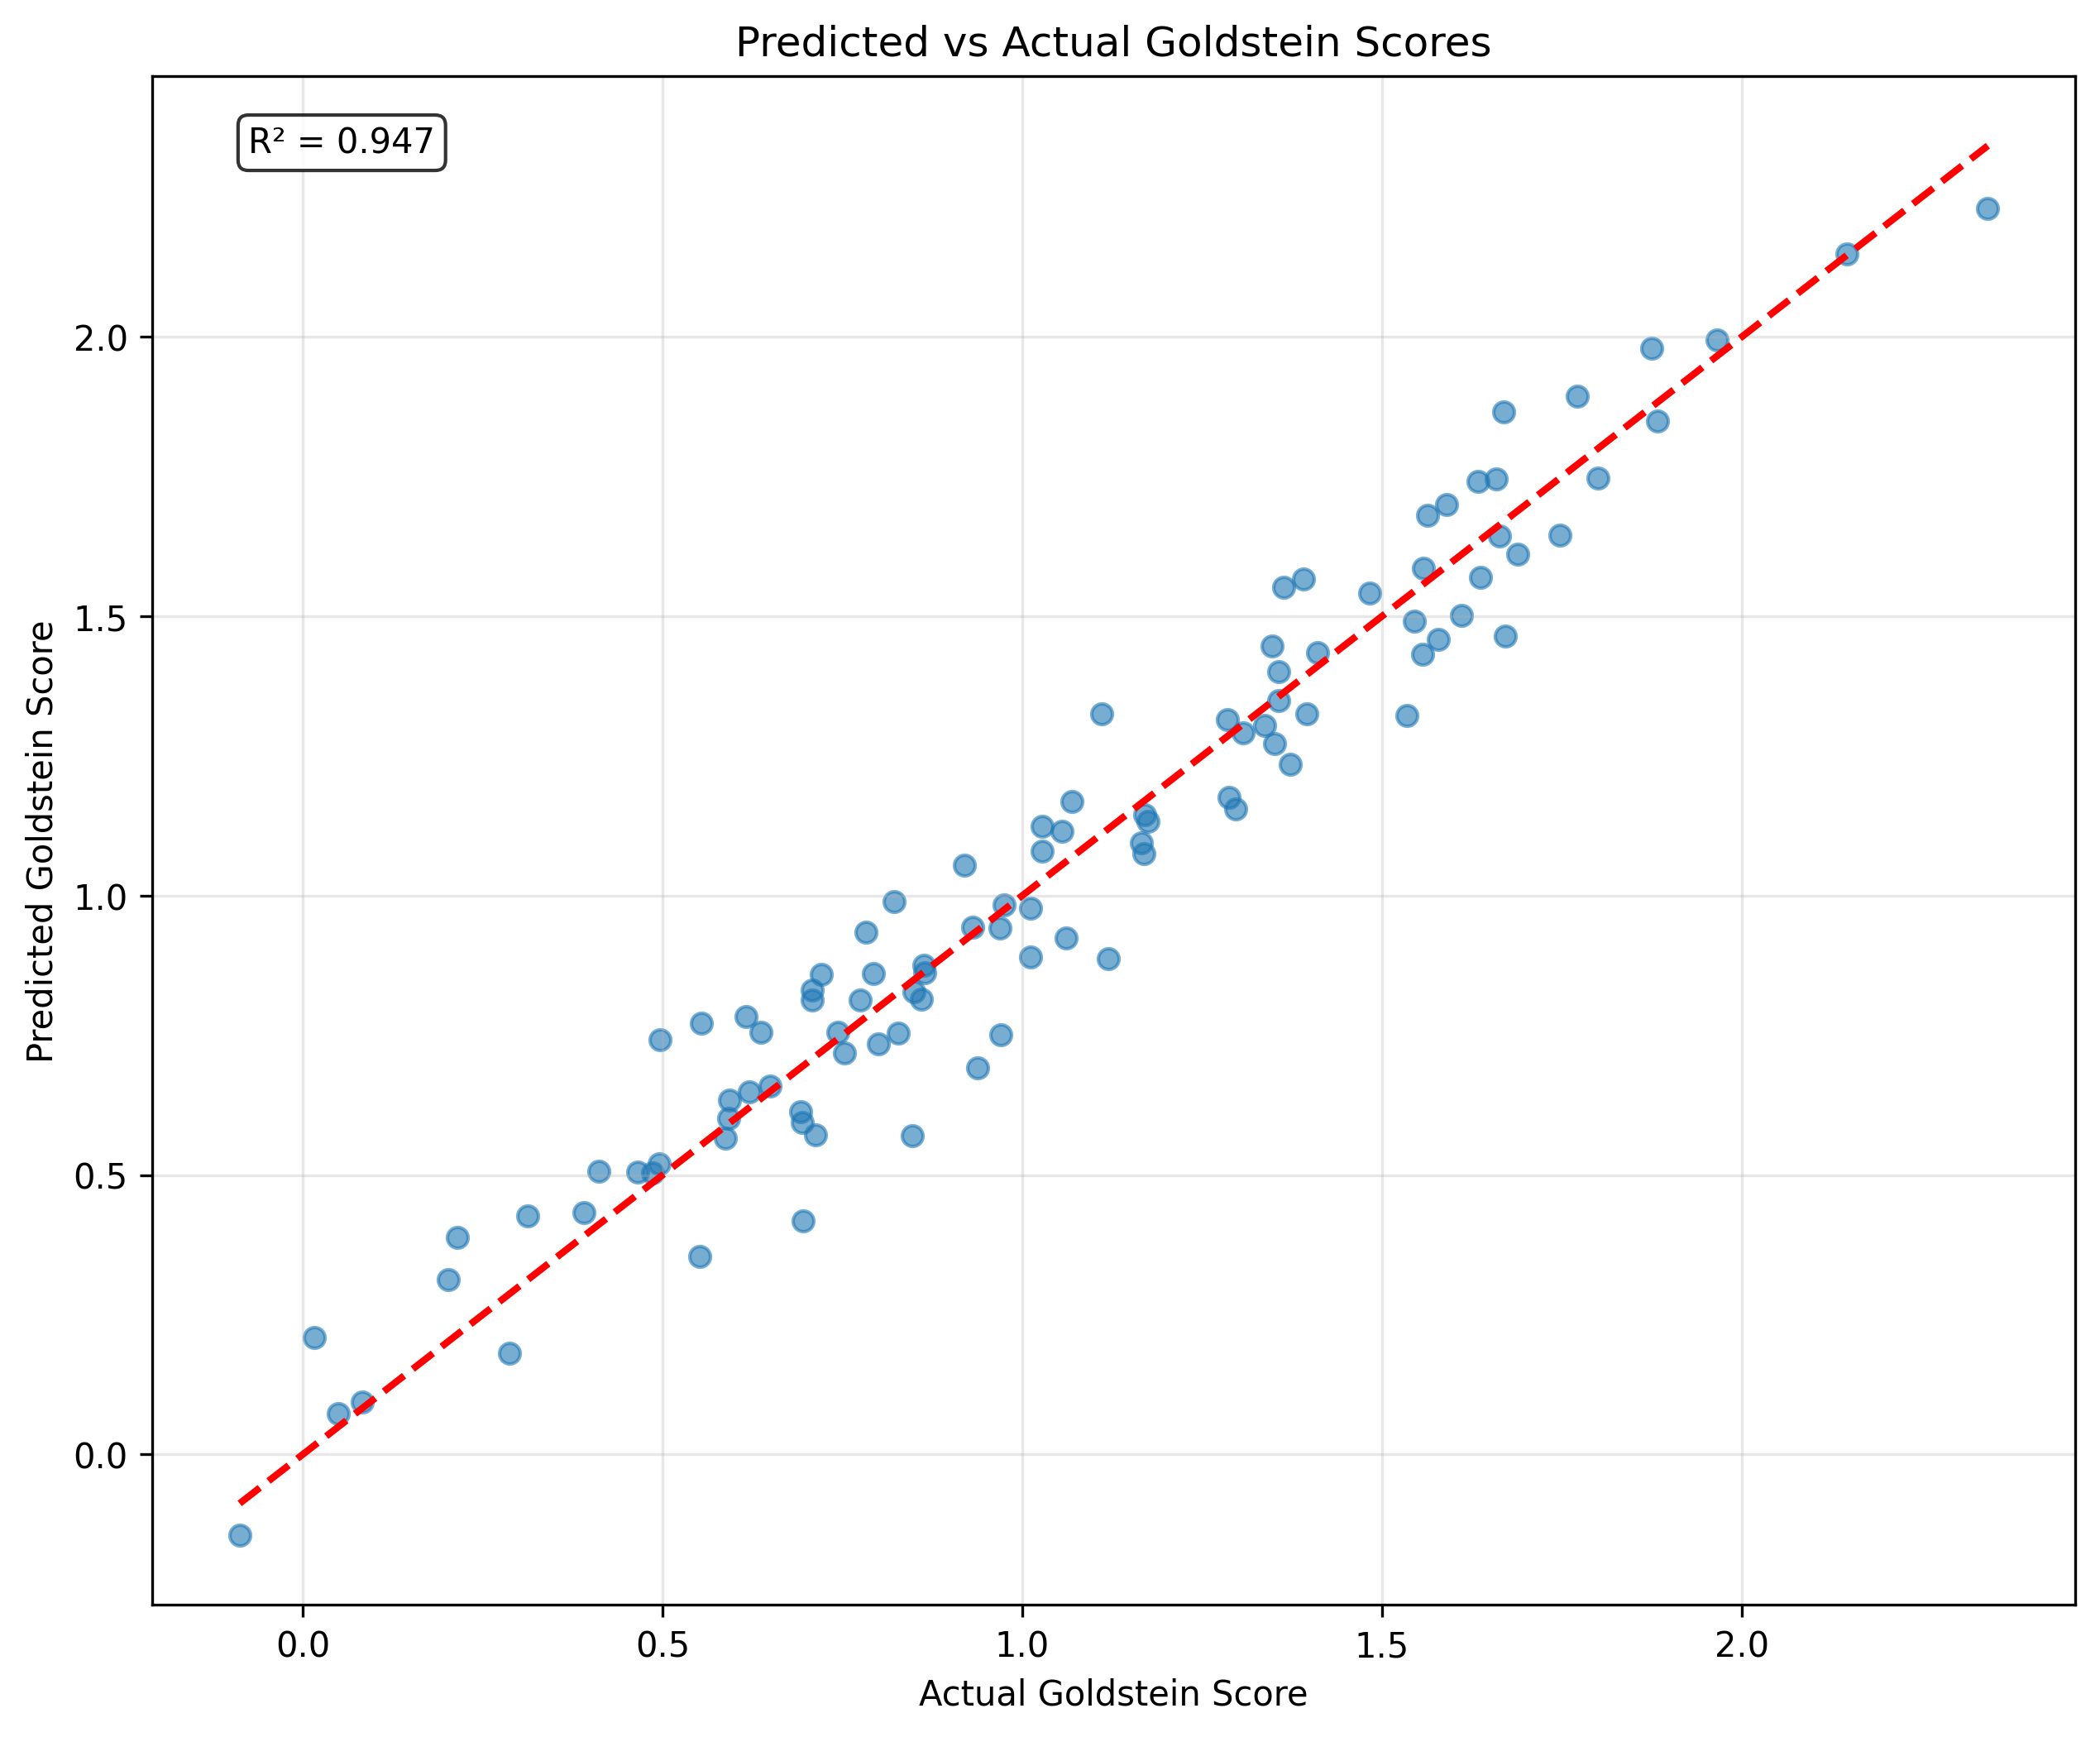 Predicted vs Actual Goldstein Scores
R² = 0.947
Predicted Goldstein Score
2.0
1.5
1.0
0.5
0.0
0.0 0.5 1.0 1.5 2.0
Actual Goldstein Score